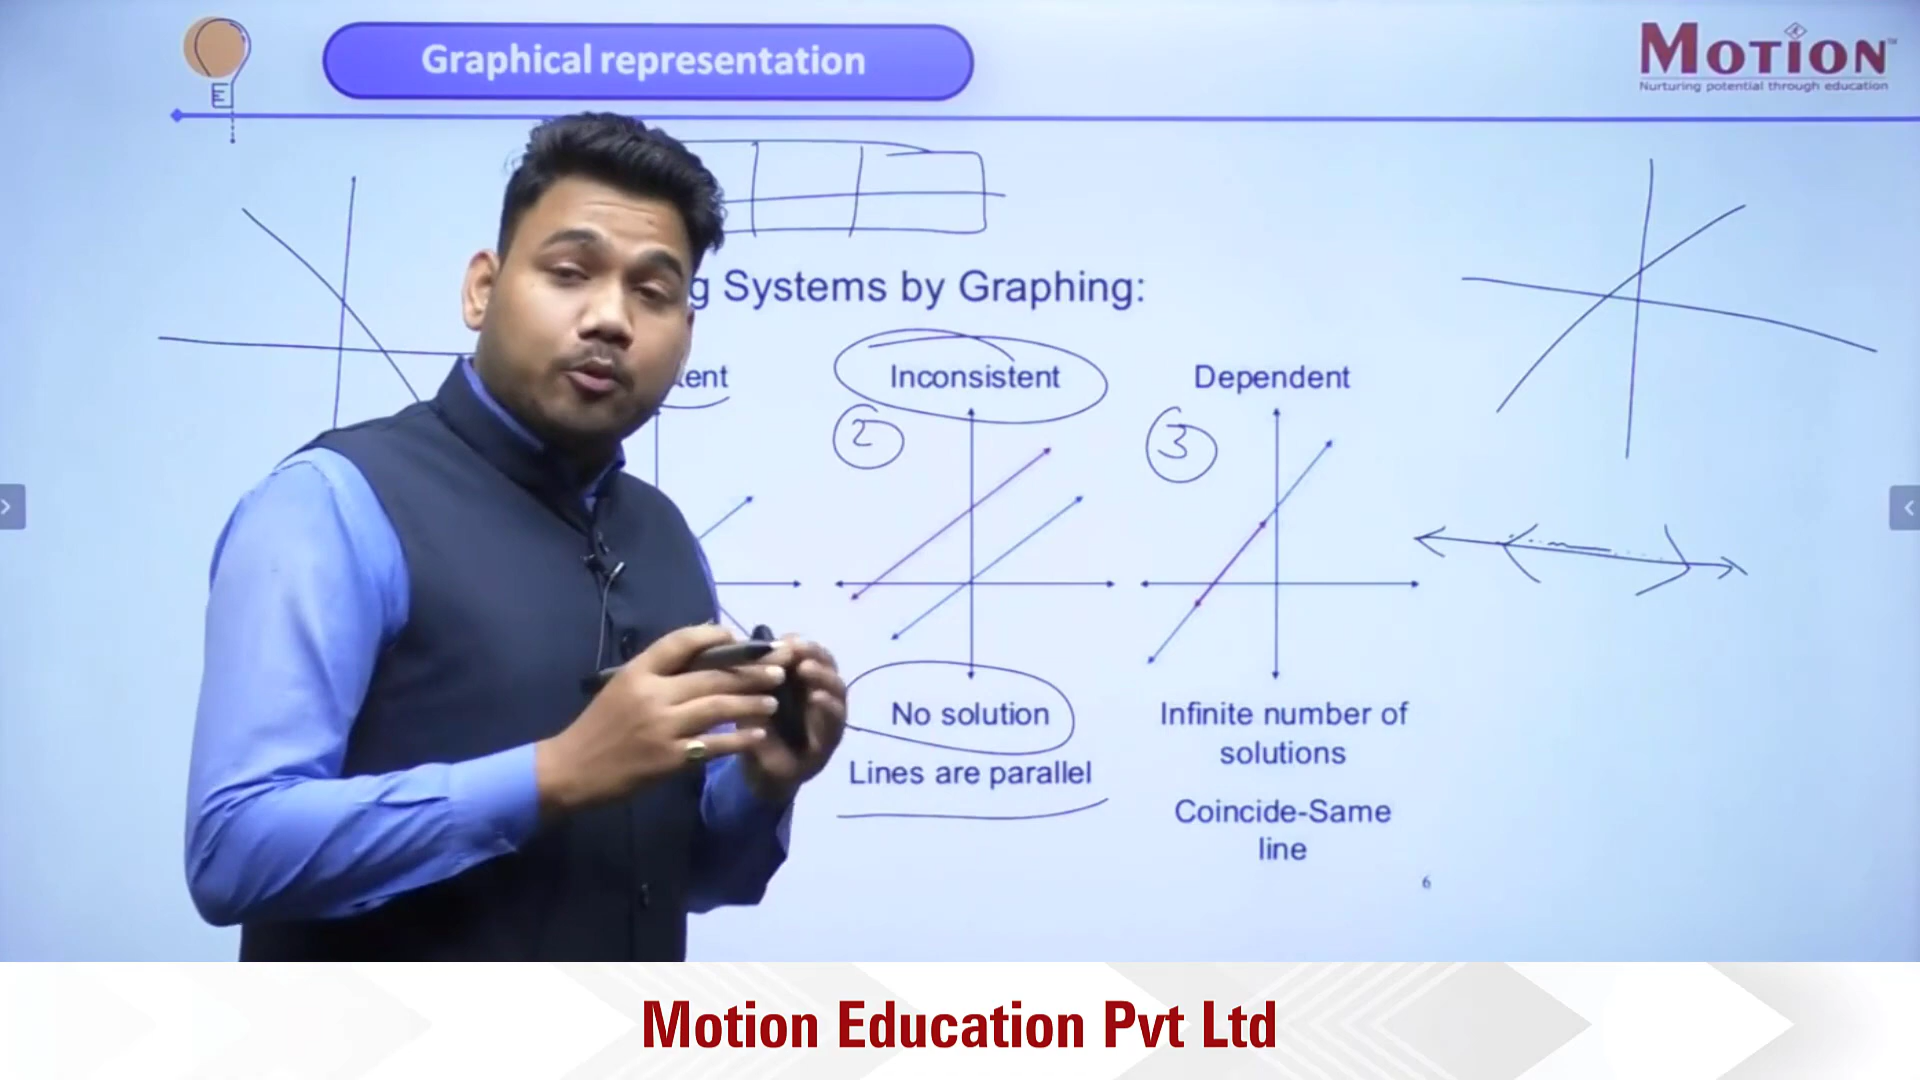 Graphical representation
MOTION
Nurturing potential through education
g Systems by Graphing:
tent
Inconsistent
Dependent
2
3
No solution
Lines are parallel
Infinite number of
solutions
Coincide-Same
line
6
Motion Education Pvt Ltd